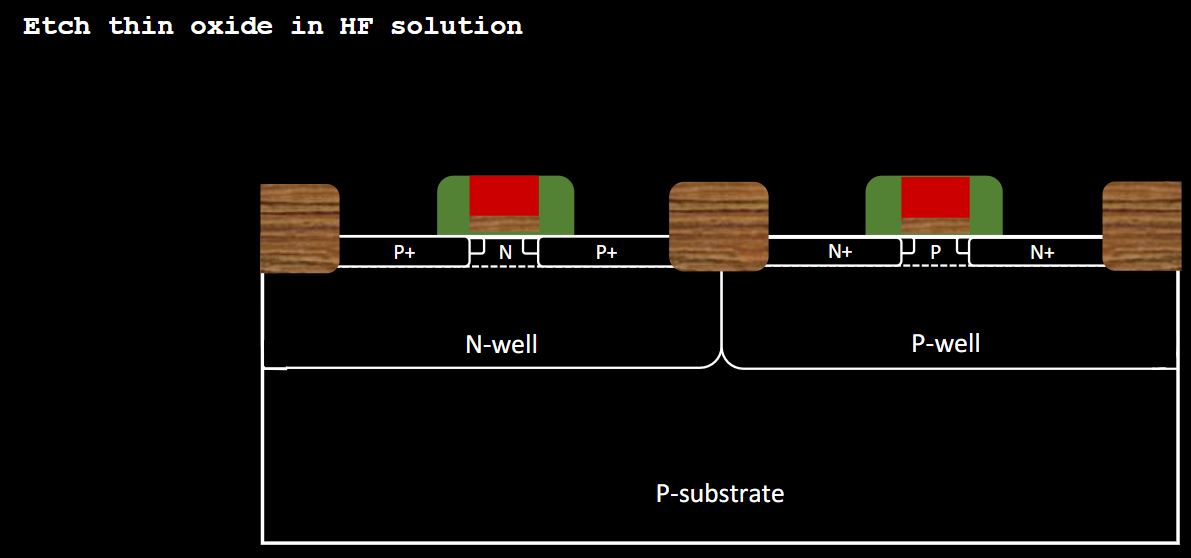 Etch thin oxide in HF solution
P+ N P+ N+ P N+
N-well P-well
P-substrate